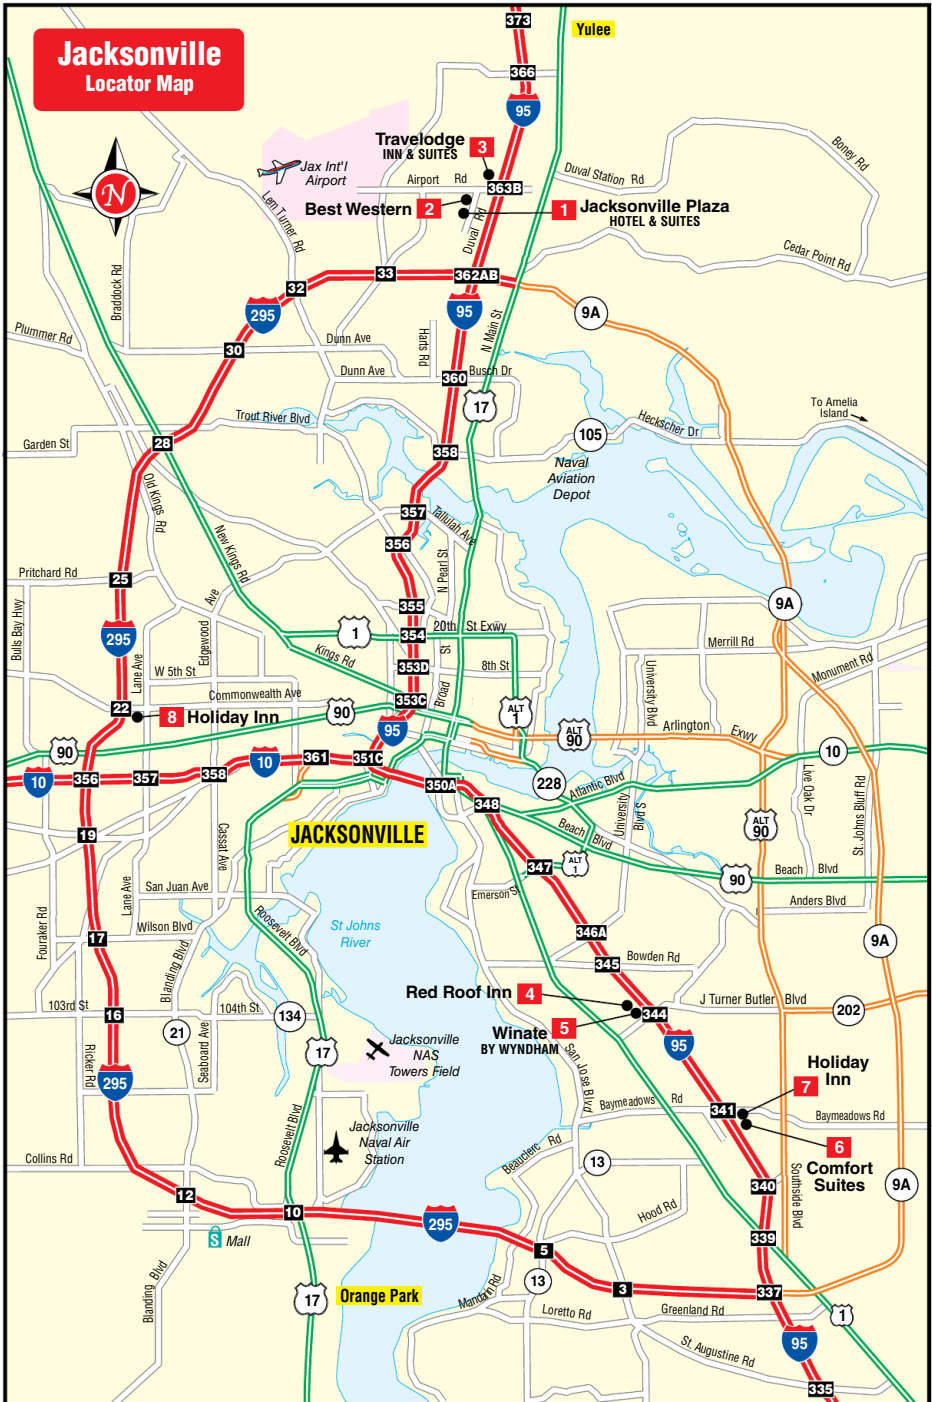 373
Yulee
Jacksonville
Locator Map
366
95
Travelodge
INN & SUITES
3
Jax Int'l
Airport
Airport Rd
363B
Duval Station Rd
Boney Rd
Best Western
2
1
Jacksonville Plaza
HOTEL & SUITES
Duval Rd
Lem Turner Rd
N
Cedar Point Rd
Braddock Rd
32
33
362AB
295
95
9A
Plummer Rd
30
Dunn Ave
Harts Rd
N Main St
Dunn Ave
360
Busch Dr
17
To Amelia
Island
Trout River Blvd
Heckscher Dr
105
Garden St
28
358
Naval
Aviation
Depot
Old Kings Rd
357
Tallulah Ave
356
New Kings Rd
N Pearl St
Pritchard Rd
25
Ave
355
9A
Bulls Bay Hwy
295
1
354
20th St Exwy
Edgewood
Lane Ave
Kings Rd
St
Merrill Rd
W 5th St
353D
8th St
University Blvd
Monument Rd
Commonwealth Ave
353C
Broad
22
8
Holiday Inn
90
95
ALT
1
ALT
90
Arlington
Exwy
90
10
10
356
357
358
10
361
351C
350A
228
Atlantic Blvd
348
Live Oak Dr
St. Johns Bluff Rd
University
Blvd
S
ALT
90
19
JACKSONVILLE
Beach Blvd
Cassat Ave
347
ALT
1
90
Beach Blvd
San Juan Ave
Lane Ave
Emerson St
Anders Blvd
Fouraker Rd
Wilson Blvd
Roosevelt Blvd
St Johns
River
346A
17
9A
Blanding Blvd
345
Bowden Rd
Red Roof Inn
4
J Turner Butler Blvd
103rd St
16
104th St
134
344
202
21
Winate
BY WYNDHAM
5
Ricker Rd
Seaboard Ave
17
Jacksonville
NAS
Towers Field
San Jose Blvd
95
Holiday
Inn
7
295
Baymeadows Rd
341
Baymeadows Rd
Roosevelt Blvd
Jacksonville
Naval Air
Station
6
Comfort
Suites
Collins Rd
Beauclerc Rd
13
12
340
Southside Blvd
9A
10
Hood Rd
S
Mall
295
5
339
Blanding Blvd
17
Orange Park
13
Mandarin Rd
3
337
Loretto Rd
Greenland Rd
1
St. Augustine Rd
95
335